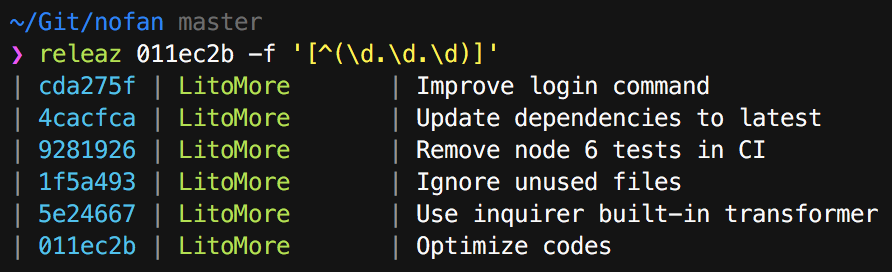 ~/Git/nofan master
❯ releaz 011ec2b -f '[^(\d.\d.\d)]'
| cda275f | LitoMore | Improve login command
| 4cacfca | LitoMore | Update dependencies to latest
| 9281926 | LitoMore | Remove node 6 tests in CI
| 1f5a493 | LitoMore | Ignore unused files
| 5e24667 | LitoMore | Use inquirer built-in transformer
| 011ec2b | LitoMore | Optimize codes